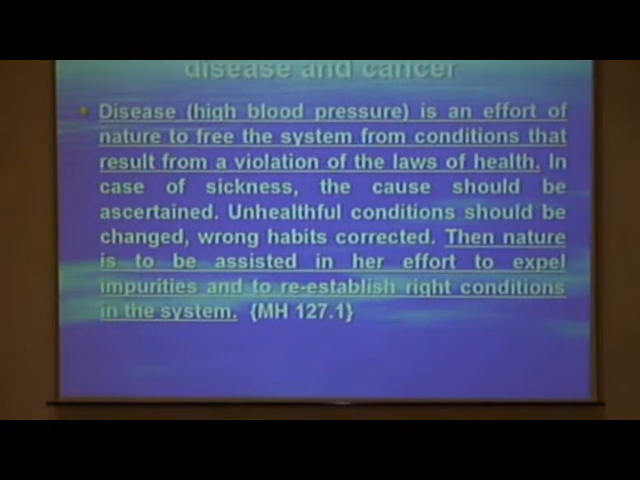 disease and cancer
• Disease (high blood pressure) is an effort of
nature to free the system from conditions that
result from a violation of the laws of health. In
case of sickness, the cause should be
ascertained. Unhealthful conditions should be
changed, wrong habits corrected. Then nature
is to be assisted in her effort to expel
impurities and to re-establish right conditions
in the system. {MH 127.1}